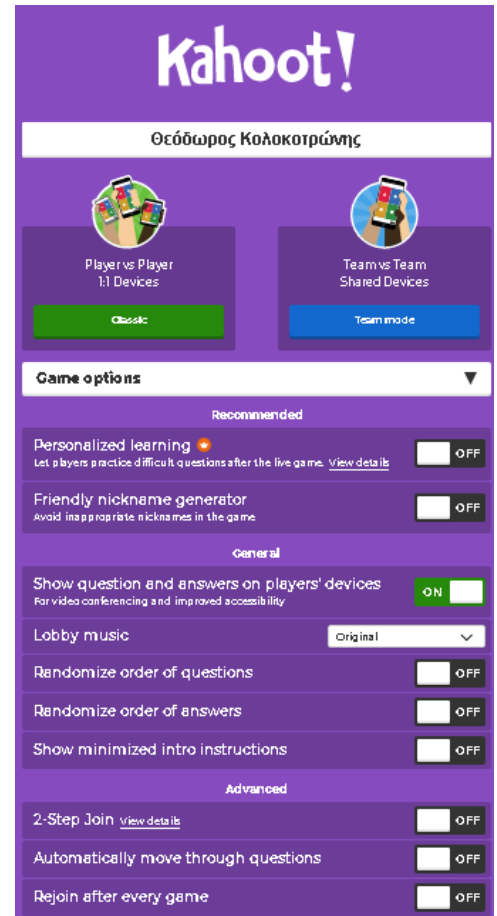 Kahoot!
Θεόδωρος Κολοκοτρώνης
Player vs Player
1:1 Devices
Classic
Team vs Team
Shared Devices
Team mode
Game options
Recommended
Personalized learning
Let players practice difficult questions after the live game. View details
OFF
Friendly nickname generator
Avoid inappropriate nicknames in the game
OFF
General
Show question and answers on players' devices
For video conferencing and improved accessibility
ON
Lobby music
Original
Randomize order of questions
OFF
Randomize order of answers
OFF
Show minimized intro instructions
OFF
Advanced
2-Step Join View details
OFF
Automatically move through questions
OFF
Rejoin after every game
OFF